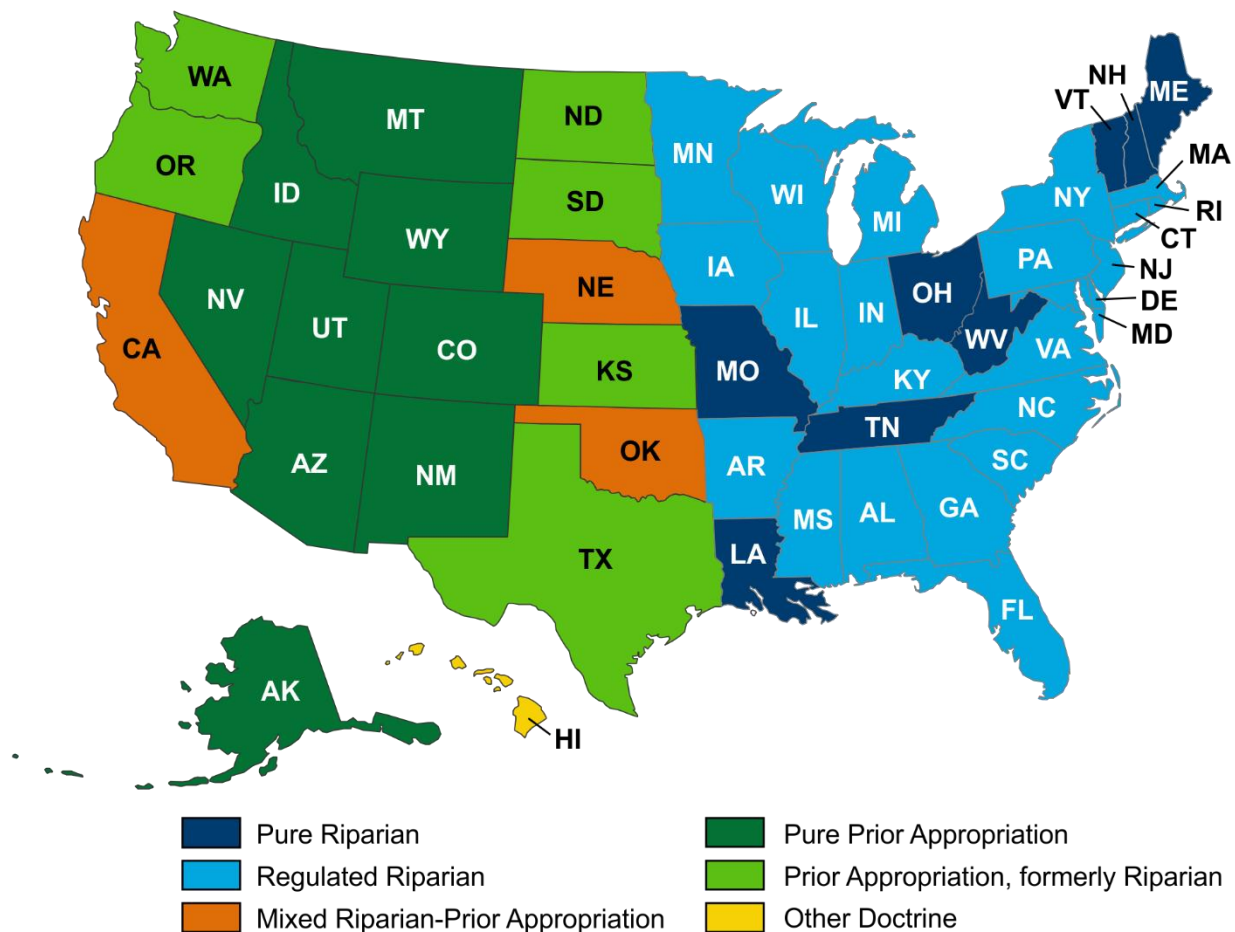 WA
MT
ND
OR
ID
SD
WY
MN
WI
MI
VT
NH
ME
MA
NY
RI
CT
PA
NJ
DE
MD
NV
UT
CO
NE
IA
IL
IN
OH
WV
VA
CA
KS
MO
KY
NC
AZ
NM
OK
AR
TN
SC
TX
LA
MS
AL
GA
FL
AK
HI
Pure Riparian
Regulated Riparian
Mixed Riparian-Prior Appropriation
Pure Prior Appropriation
Prior Appropriation, formerly Riparian
Other Doctrine